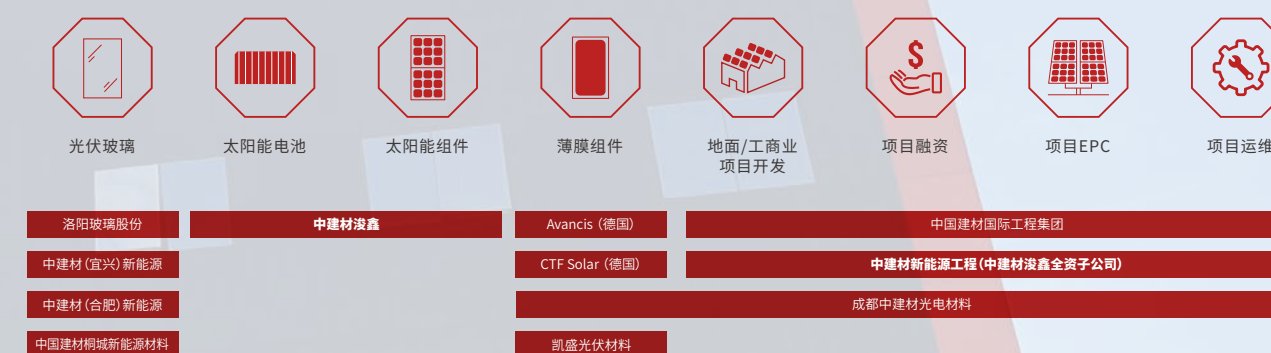 光伏玻璃
太阳能电池
太阳能组件
薄膜组件
地面/工商业
项目开发
项目融资
项目EPC
项目运维
洛阳玻璃股份
中建材浚鑫
Avancis（德国）
中国建材国际工程集团
中建材（宜兴）新能源
CTF Solar（德国）
中建材新能源工程（中建材浚鑫全资子公司）
中建材（合肥）新能源
成都中建材光电材料
中国建材桐城新能源材料
凯盛光伏材料